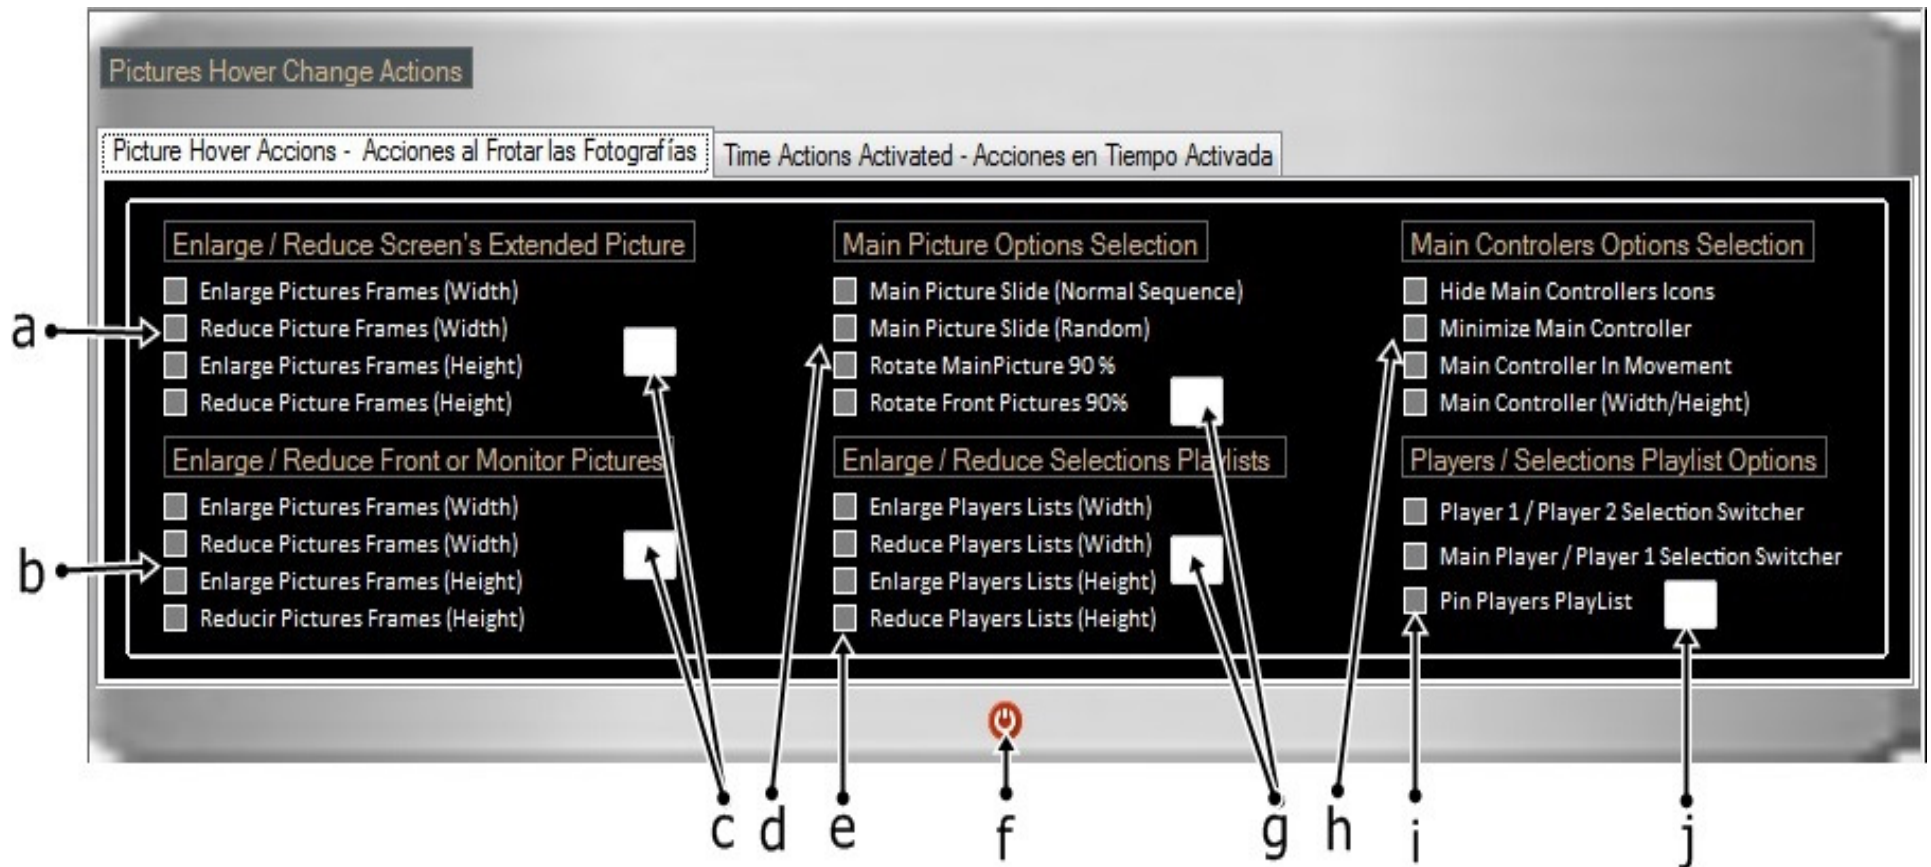 Pictures Hover Change Actions
Picture Hover Accions - Acciones al Frotar las Fotografías
Time Actions Activated - Acciones en Tiempo Activada
Enlarge / Reduce Screen's Extended Picture
Enlarge Pictures Frames (Width)
Reduce Picture Frames (Width)
Enlarge Pictures Frames (Height)
Reduce Picture Frames (Height)
Enlarge / Reduce Front or Monitor Pictures
Enlarge Pictures Frames (Width)
Reduce Pictures Frames (Width)
Enlarge Pictures Frames (Height)
Reducir Pictures Frames (Height)
Main Picture Options Selection
Main Picture Slide (Normal Sequence)
Main Picture Slide (Random)
Rotate MainPicture 90 %
Rotate Front Pictures 90%
Enlarge / Reduce Selections Playlists
Enlarge Players Lists (Width)
Reduce Players Lists (Width)
Enlarge Players Lists (Height)
Reduce Players Lists (Height)
Main Controlers Options Selection
Hide Main Controllers Icons
Minimize Main Controller
Main Controller In Movement
Main Controller (Width/Height)
Players / Selections Playlist Options
Player 1 / Player 2 Selection Switcher
Main Player / Player 1 Selection Switcher
Pin Players PlayList
a
b
c
d
e
f
g
h
i
j